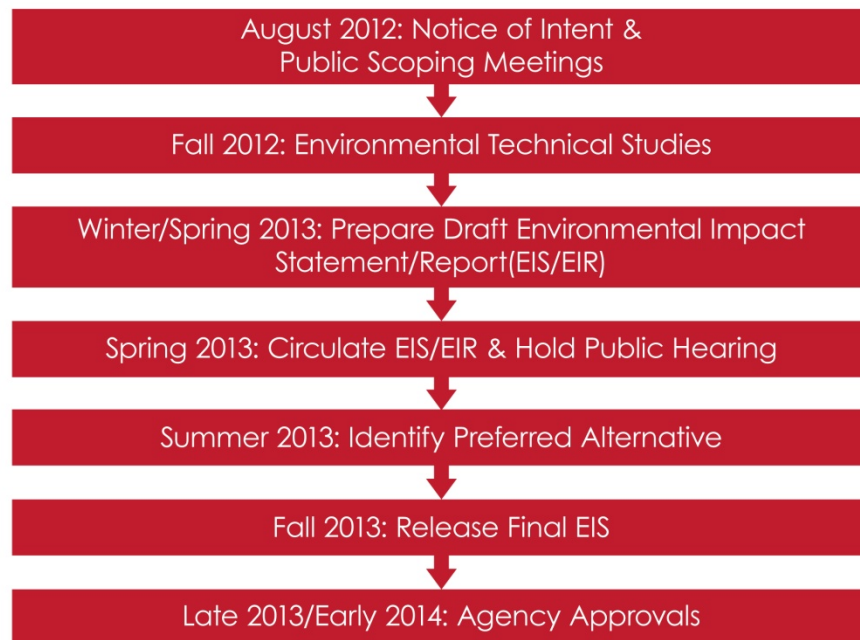 August 2012: Notice of Intent &
Public Scoping Meetings
Fall 2012: Environmental Technical Studies
Winter/Spring 2013: Prepare Draft Environmental Impact
Statement/Report(EIS/EIR)
Spring 2013: Circulate EIS/EIR & Hold Public Hearing
Summer 2013: Identify Preferred Alternative
Fall 2013: Release Final EIS
Late 2013/Early 2014: Agency Approvals